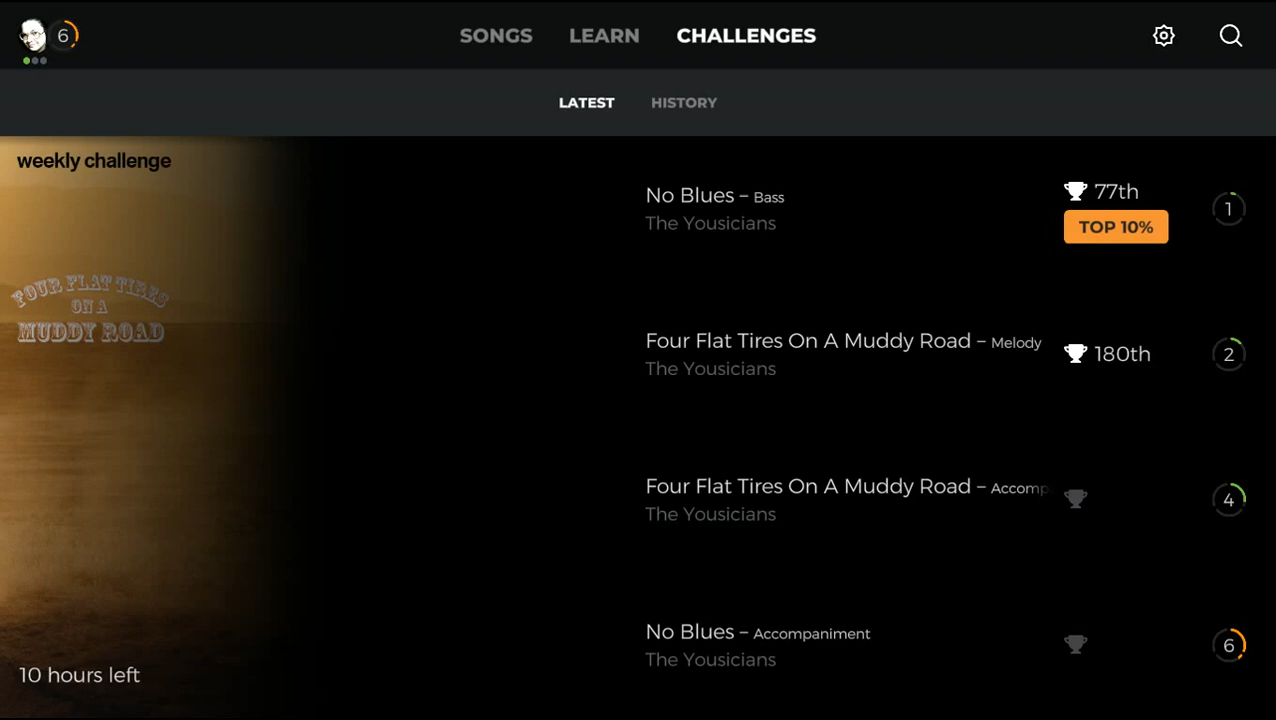 6
SONGS LEARN CHALLENGES
LATEST HISTORY
weekly challenge
FOUR FLAT TIRES
ON A
MUDDY ROAD
10 hours left
No Blues – Bass
The Yousicians
77th
TOP 10%
1
Four Flat Tires On A Muddy Road – Melody
The Yousicians
180th
2
Four Flat Tires On A Muddy Road – Accomp
The Yousicians
4
No Blues – Accompaniment
The Yousicians
6